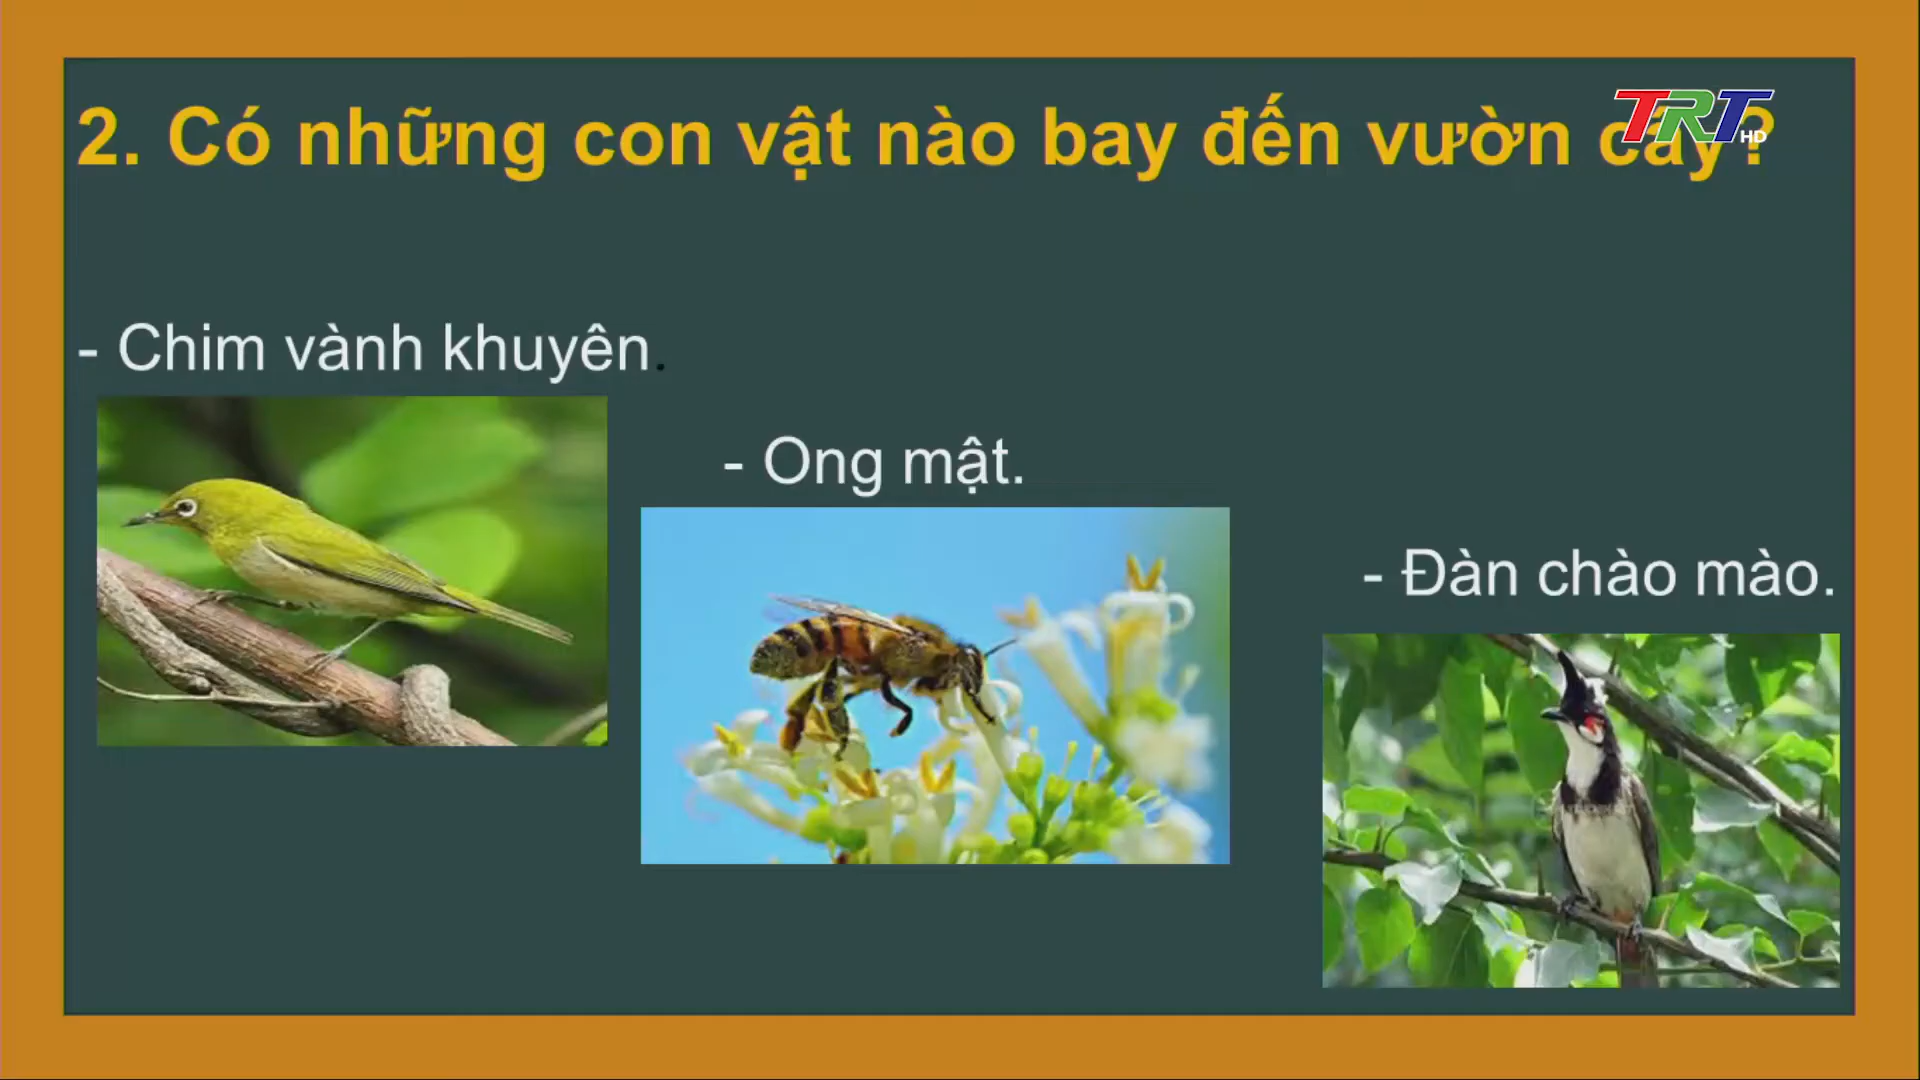 2. Có những con vật nào bay đến vườn cây?
TRT HD
- Chim vành khuyên.
- Ong mật.
- Đàn chào mào.